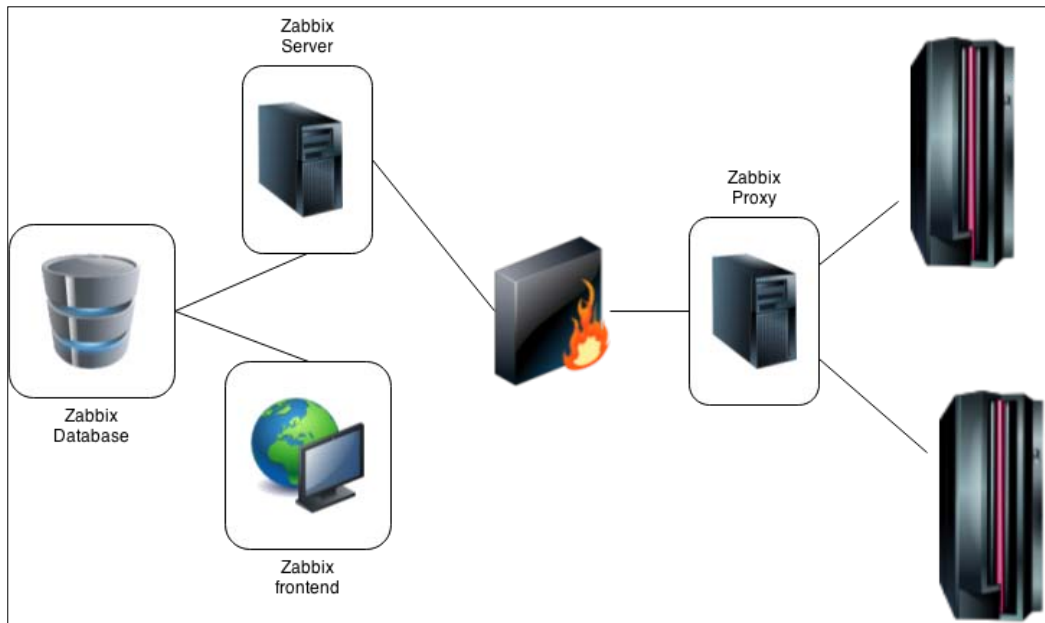 Zabbix
Server
Zabbix
Proxy
Zabbix
Database
Zabbix
frontend